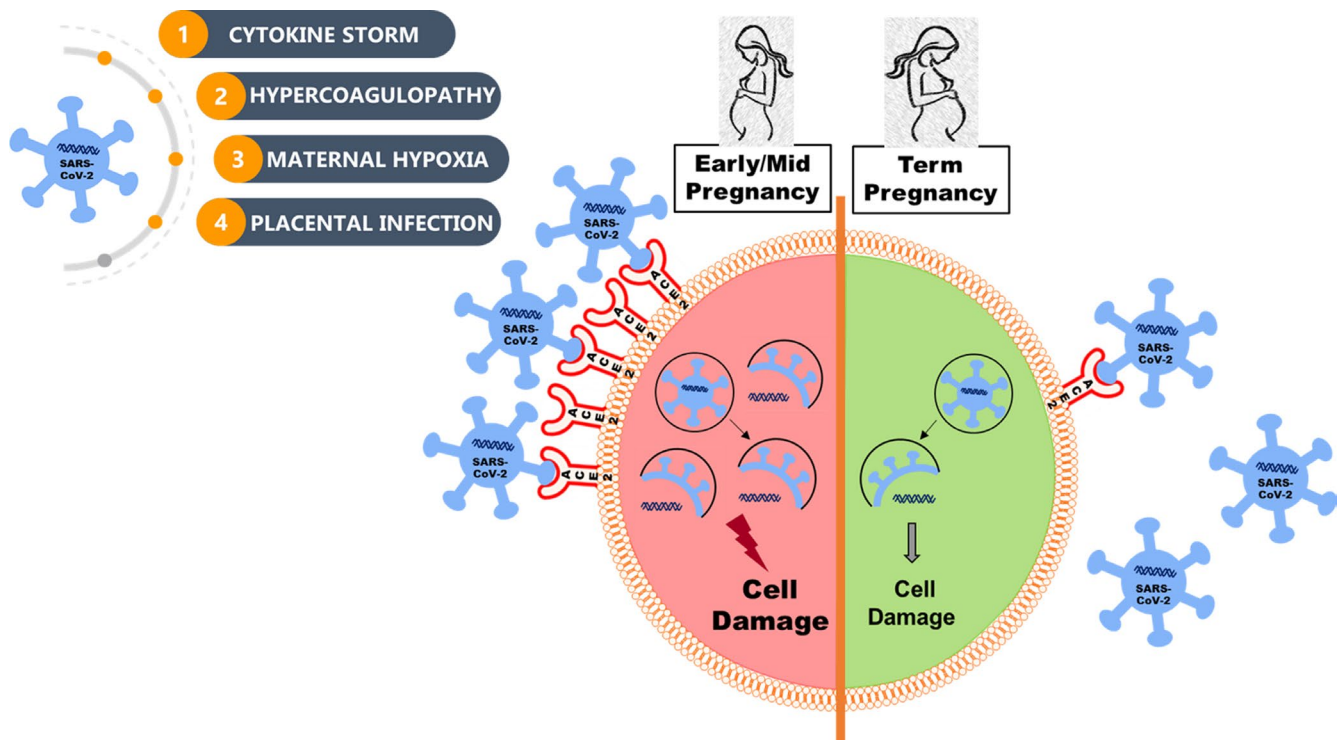 1 CYTOKINE STORM
2 HYPERCOAGULOPATHY
3 MATERNAL HYPOXIA
4 PLACENTAL INFECTION
SARS-
CoV-2
Early/Mid
Pregnancy
Term
Pregnancy
SARS-
CoV-2
ACE2
ACE2
SARS-
CoV-2
ACE2
ACE2
SARS-
CoV-2
ACE2
Cell
Damage
Cell
Damage
SARS-
CoV-2
ACE2
SARS-
CoV-2
SARS-
CoV-2